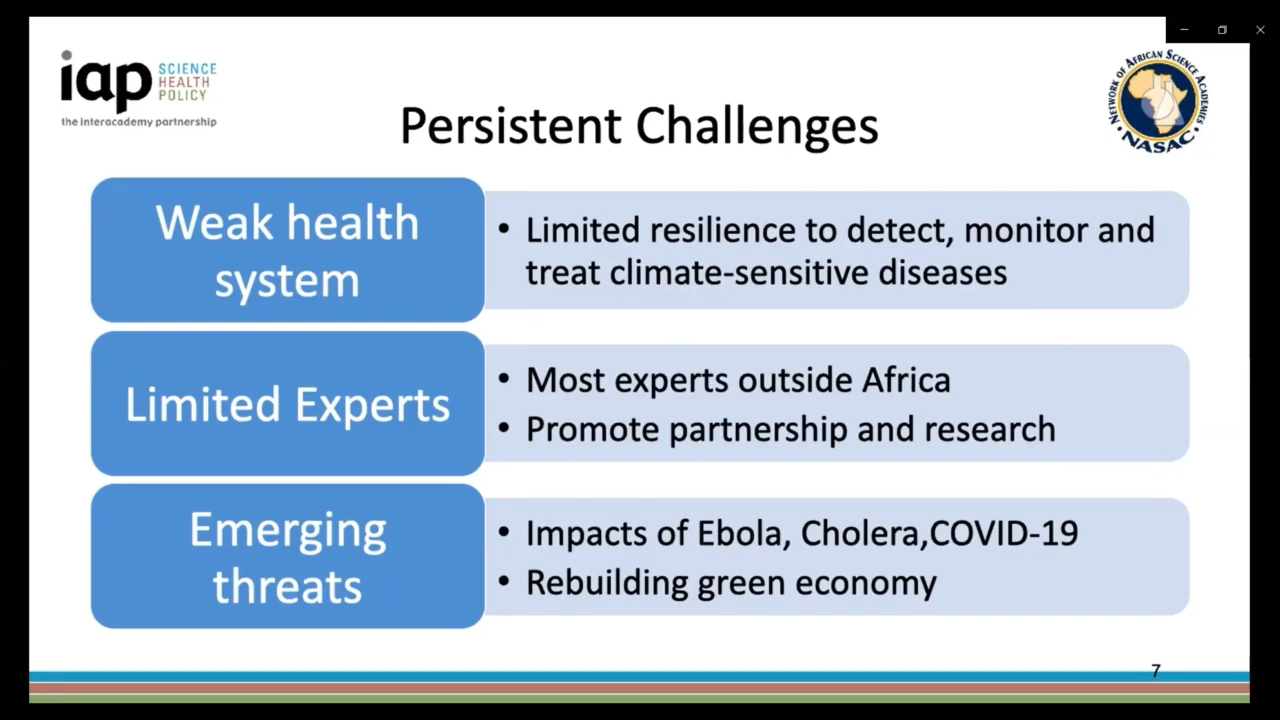 iap SCIENCE
HEALTH
POLICY
the interacademy partnership
NETWORK OF AFRICAN SCIENCE ACADEMIES
• NASAC •
Persistent Challenges
Weak health
system
• Limited resilience to detect, monitor and
treat climate-sensitive diseases
Limited Experts
• Most experts outside Africa
• Promote partnership and research
Emerging
threats
• Impacts of Ebola, Cholera,COVID-19
• Rebuilding green economy
7